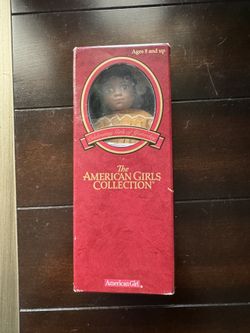 Ages 8 and up
The
AMERICAN GIRLS
COLLECTION®
American Girl®